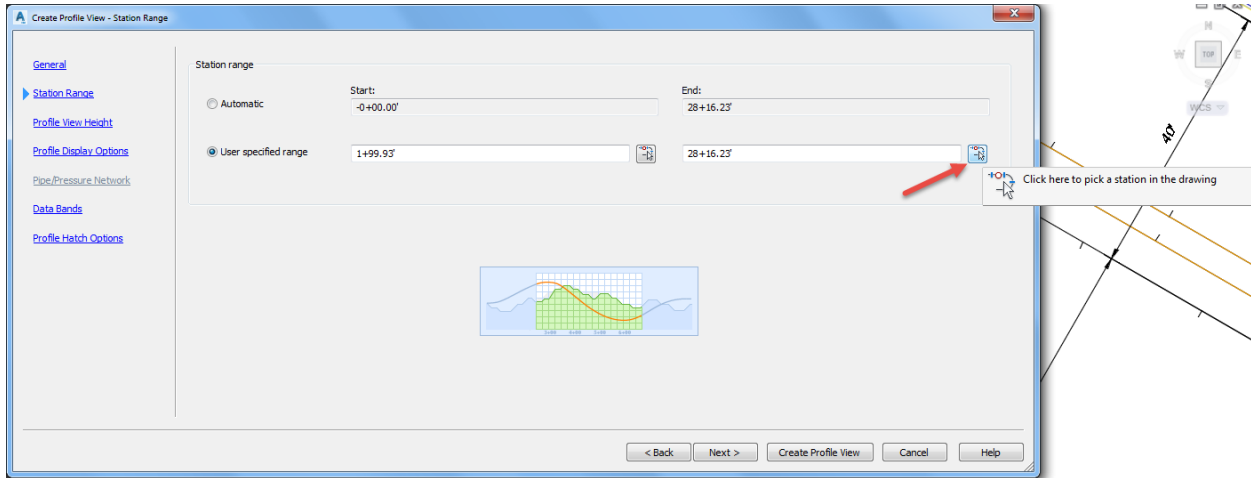 Create Profile View - Station Range
General
Station Range
Profile View Height
Profile Display Options
Pipe/Pressure Network
Data Bands
Profile Hatch Options
Station range
Start:
End:
Automatic
-0+00.00'
28+16.23'
User specified range
1+99.93'
28+16.23'
Click here to pick a station in the drawing
< Back
Next >
Create Profile View
Cancel
Help
N
W
TOP
E
S
WCS
40'